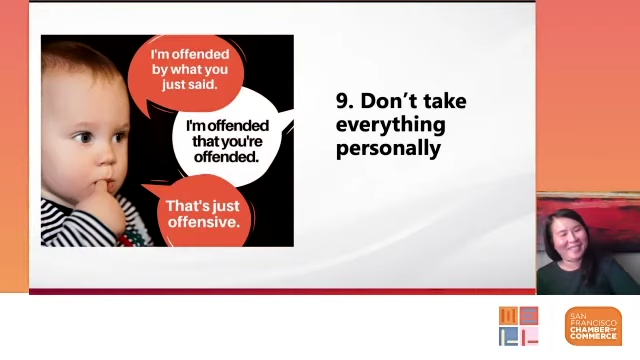 I'm offended
by what you
just said.
I'm offended
that you're
offended.
That's just
offensive.
9. Don't take
everything
personally
SAN
FRANCISCO
CHAMBER OF
COMMERCE